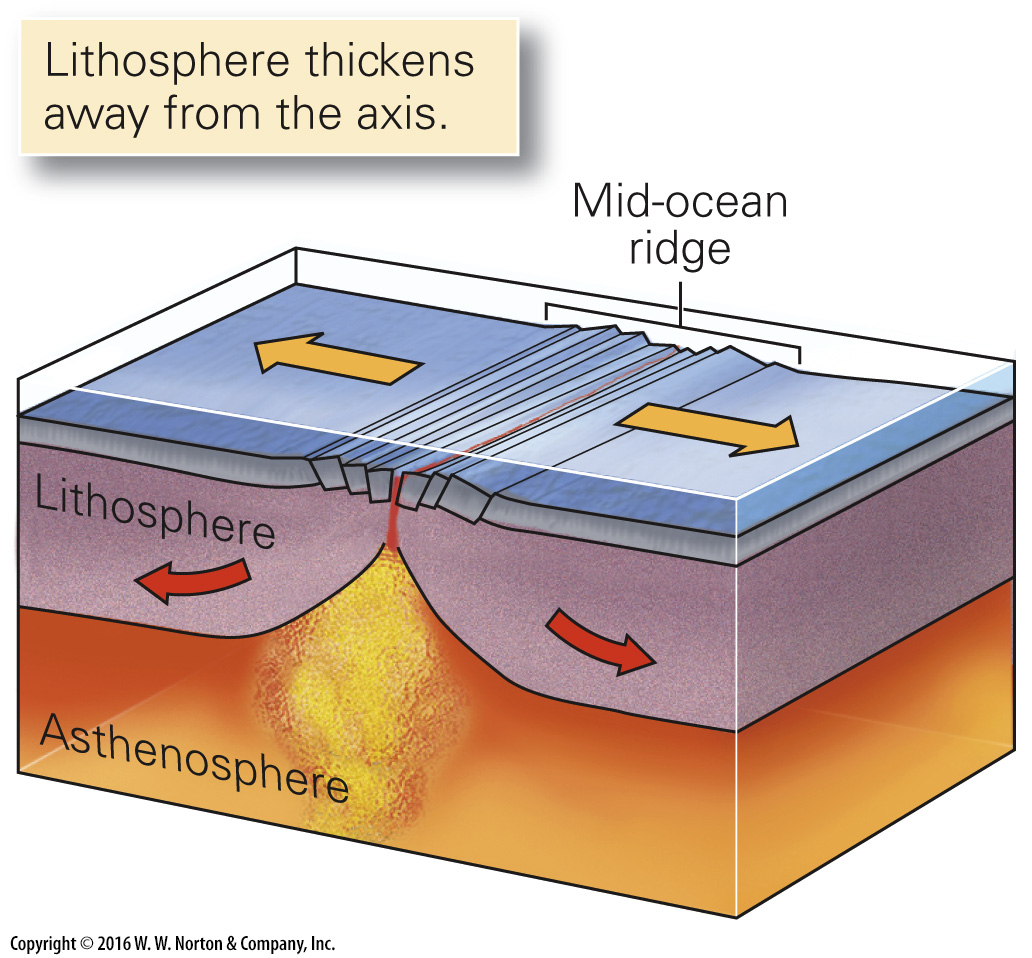 Lithosphere thickens
away from the axis.
Mid-ocean
ridge
Lithosphere
Asthenosphere
Copyright © 2016 W. W. Norton & Company, Inc.